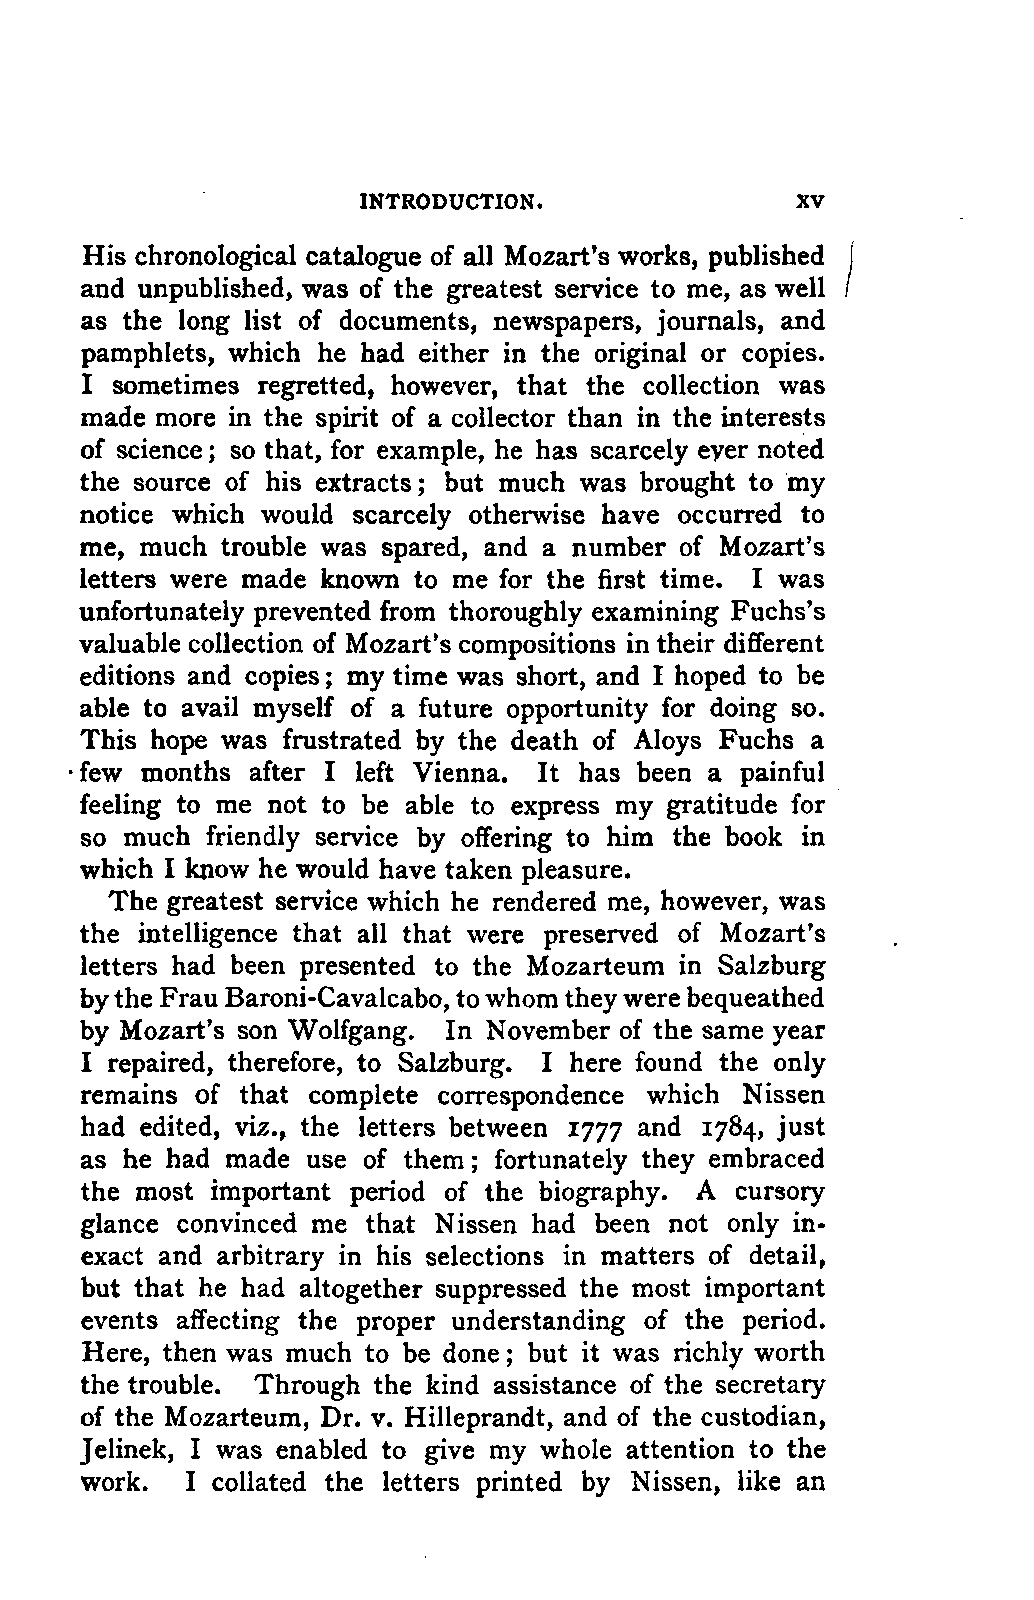 INTRODUCTION. xv
His chronological catalogue of all Mozart's works, published
and unpublished, was of the greatest service to me, as well
as the long list of documents, newspapers, journals, and
pamphlets, which he had either in the original or copies.
I sometimes regretted, however, that the collection was
made more in the spirit of a collector than in the interests
of science; so that, for example, he has scarcely ever noted
the source of his extracts; but much was brought to my
notice which would scarcely otherwise have occurred to
me, much trouble was spared, and a number of Mozart's
letters were made known to me for the first time. I was
unfortunately prevented from thoroughly examining Fuchs's
valuable collection of Mozart's compositions in their different
editions and copies; my time was short, and I hoped to be
able to avail myself of a future opportunity for doing so.
This hope was frustrated by the death of Aloys Fuchs a
few months after I left Vienna. It has been a painful
feeling to me not to be able to express my gratitude for
so much friendly service by offering to him the book in
which I know he would have taken pleasure.
The greatest service which he rendered me, however, was
the intelligence that all that were preserved of Mozart's
letters had been presented to the Mozarteum in Salzburg
by the Frau Baroni-Cavalcabo, to whom they were bequeathed
by Mozart's son Wolfgang. In November of the same year
I repaired, therefore, to Salzburg. I here found the only
remains of that complete correspondence which Nissen
had edited, viz., the letters between 1777 and 1784, just
as he had made use of them; fortunately they embraced
the most important period of the biography. A cursory
glance convinced me that Nissen had been not only in-
exact and arbitrary in his selections in matters of detail,
but that he had altogether suppressed the most important
events affecting the proper understanding of the period.
Here, then was much to be done; but it was richly worth
the trouble. Through the kind assistance of the secretary
of the Mozarteum, Dr. v. Hilleprandt, and of the custodian,
Jelinek, I was enabled to give my whole attention to the
work. I collated the letters printed by Nissen, like an